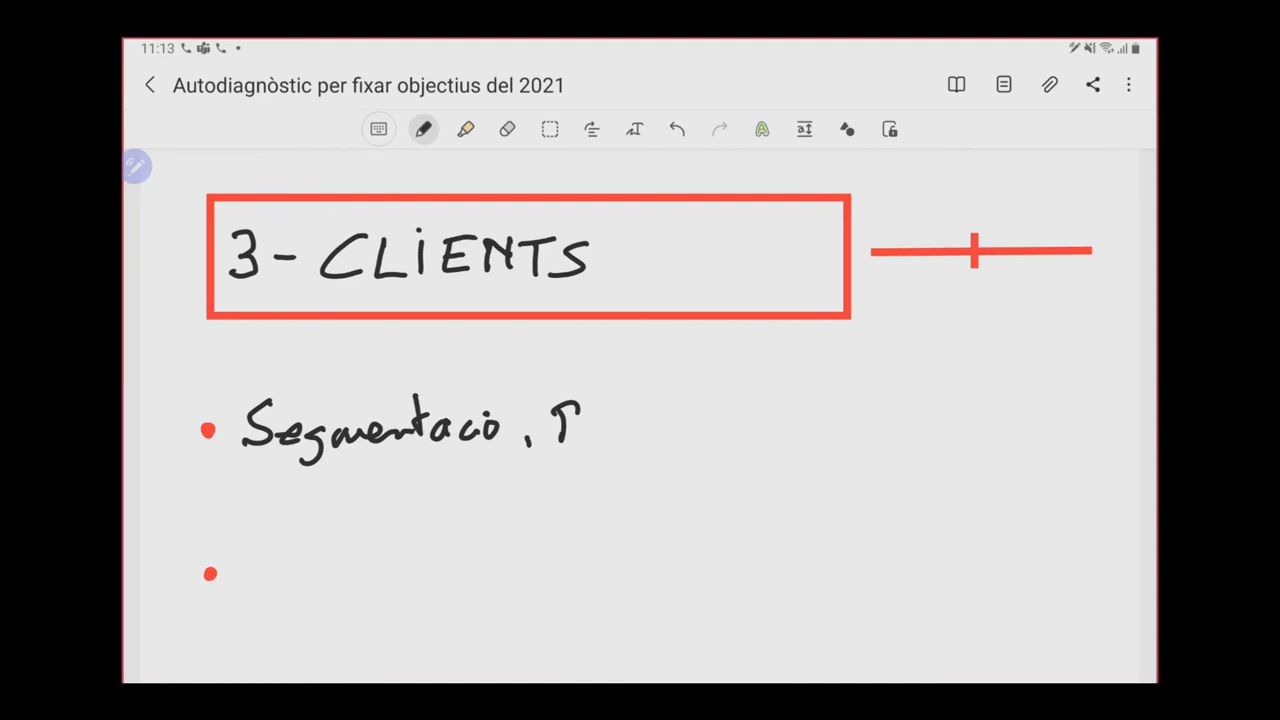 11:13
Autodiagnòstic per fixar objectius del 2021
3- CLiENTS
Segmentació.